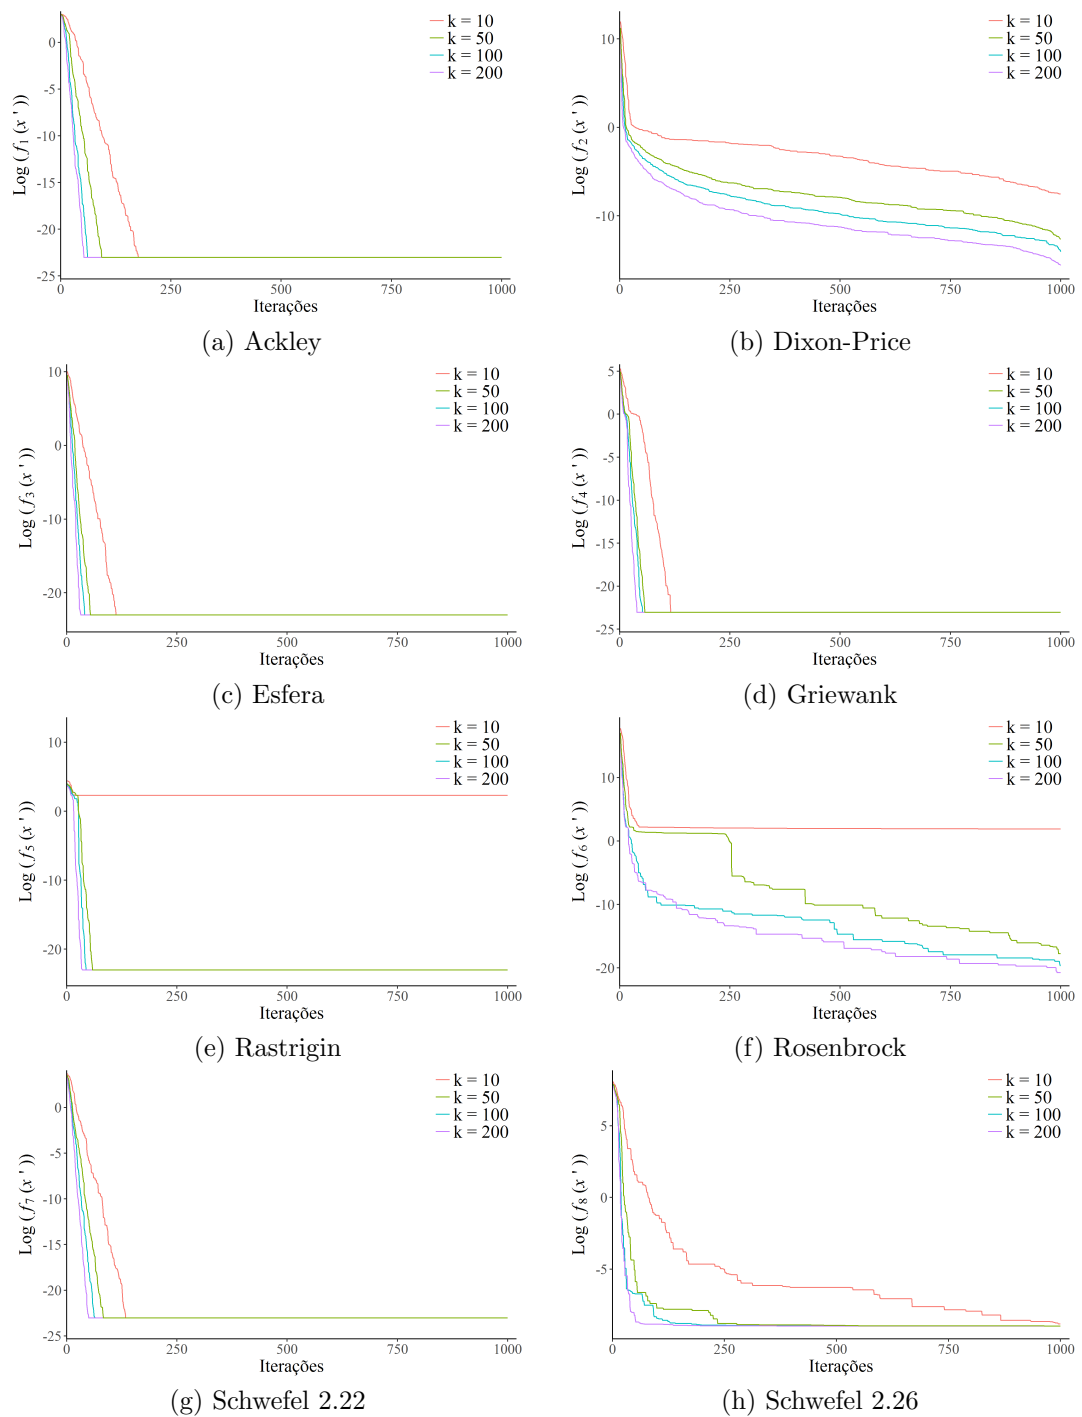 Log ( f1 ( x ' ))
0
-5
-10
-15
-20
-25
0 250 500 750 1000
Iterações
k = 10
k = 50
k = 100
k = 200
(a) Ackley
Log ( f2 ( x ' ))
10
0
-10
0 250 500 750 1000
Iterações
k = 10
k = 50
k = 100
k = 200
(b) Dixon-Price
Log ( f3 ( x ' ))
10
0
-10
-20
0 250 500 750 1000
Iterações
k = 10
k = 50
k = 100
k = 200
(c) Esfera
Log ( f4 ( x ' ))
5
0
-5
-10
-15
-20
-25
0 250 500 750 1000
Iterações
k = 10
k = 50
k = 100
k = 200
(d) Griewank
Log ( f5 ( x ' ))
10
0
-10
-20
0 250 500 750 1000
Iterações
k = 10
k = 50
k = 100
k = 200
(e) Rastrigin
Log ( f6 ( x ' ))
10
0
-10
-20
0 250 500 750 1000
Iterações
k = 10
k = 50
k = 100
k = 200
(f) Rosenbrock
Log ( f7 ( x ' ))
0
-5
-10
-15
-20
-25
0 250 500 750 1000
Iterações
k = 10
k = 50
k = 100
k = 200
(g) Schwefel 2.22
Log ( f8 ( x ' ))
5
0
-5
0 250 500 750 1000
Iterações
k = 10
k = 50
k = 100
k = 200
(h) Schwefel 2.26